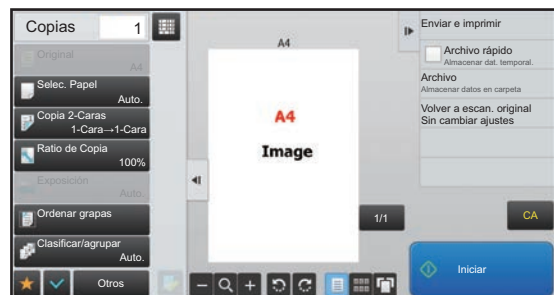 Copias
1
Original
A4
Selec. Papel
Auto.
Copia 2-Caras
1-Cara→1-Cara
Ratio de Copia
100%
Exposición
Auto.
Ordenar grapas
Clasificar/agrupar
Auto.
Otros
A4
A4
Image
1/1
Enviar e imprimir
Archivo rápido
Almacenar dat. temporal.
Archivo
Almacenar datos en carpeta
Volver a escan. original
Sin cambiar ajustes
CA
Iniciar